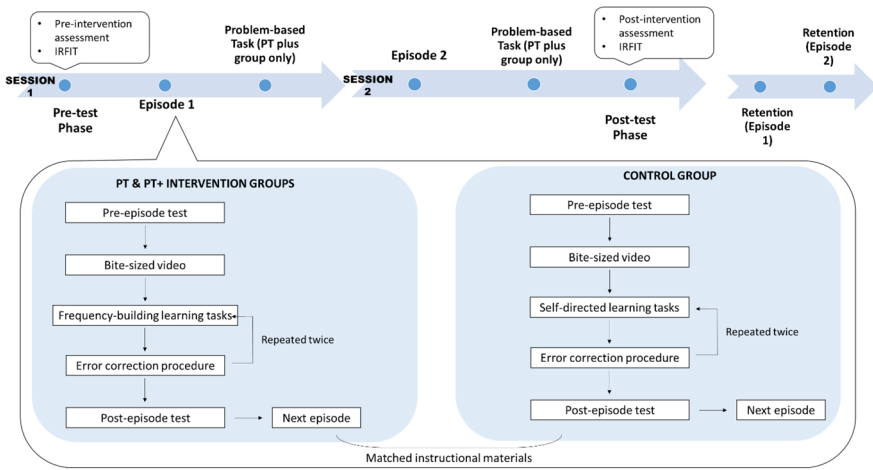 • Pre-intervention
assessment
• IRFIT
SESSION
1
Pre-test
Phase
Episode 1
Problem-based
Task (PT plus
group only)
SESSION
2
Episode 2
Problem-based
Task (PT plus
group only)
• Post-intervention
assessment
• IRFIT
Post-test
Phase
Retention
(Episode
1)
Retention
(Episode
2)
PT & PT+ INTERVENTION GROUPS
Pre-episode test
Bite-sized video
Frequency-building learning tasks
Repeated twice
Error correction procedure
Post-episode test
Next episode
CONTROL GROUP
Pre-episode test
Bite-sized video
Self-directed learning tasks
Repeated twice
Error correction procedure
Post-episode test
Next episode
Matched instructional materials